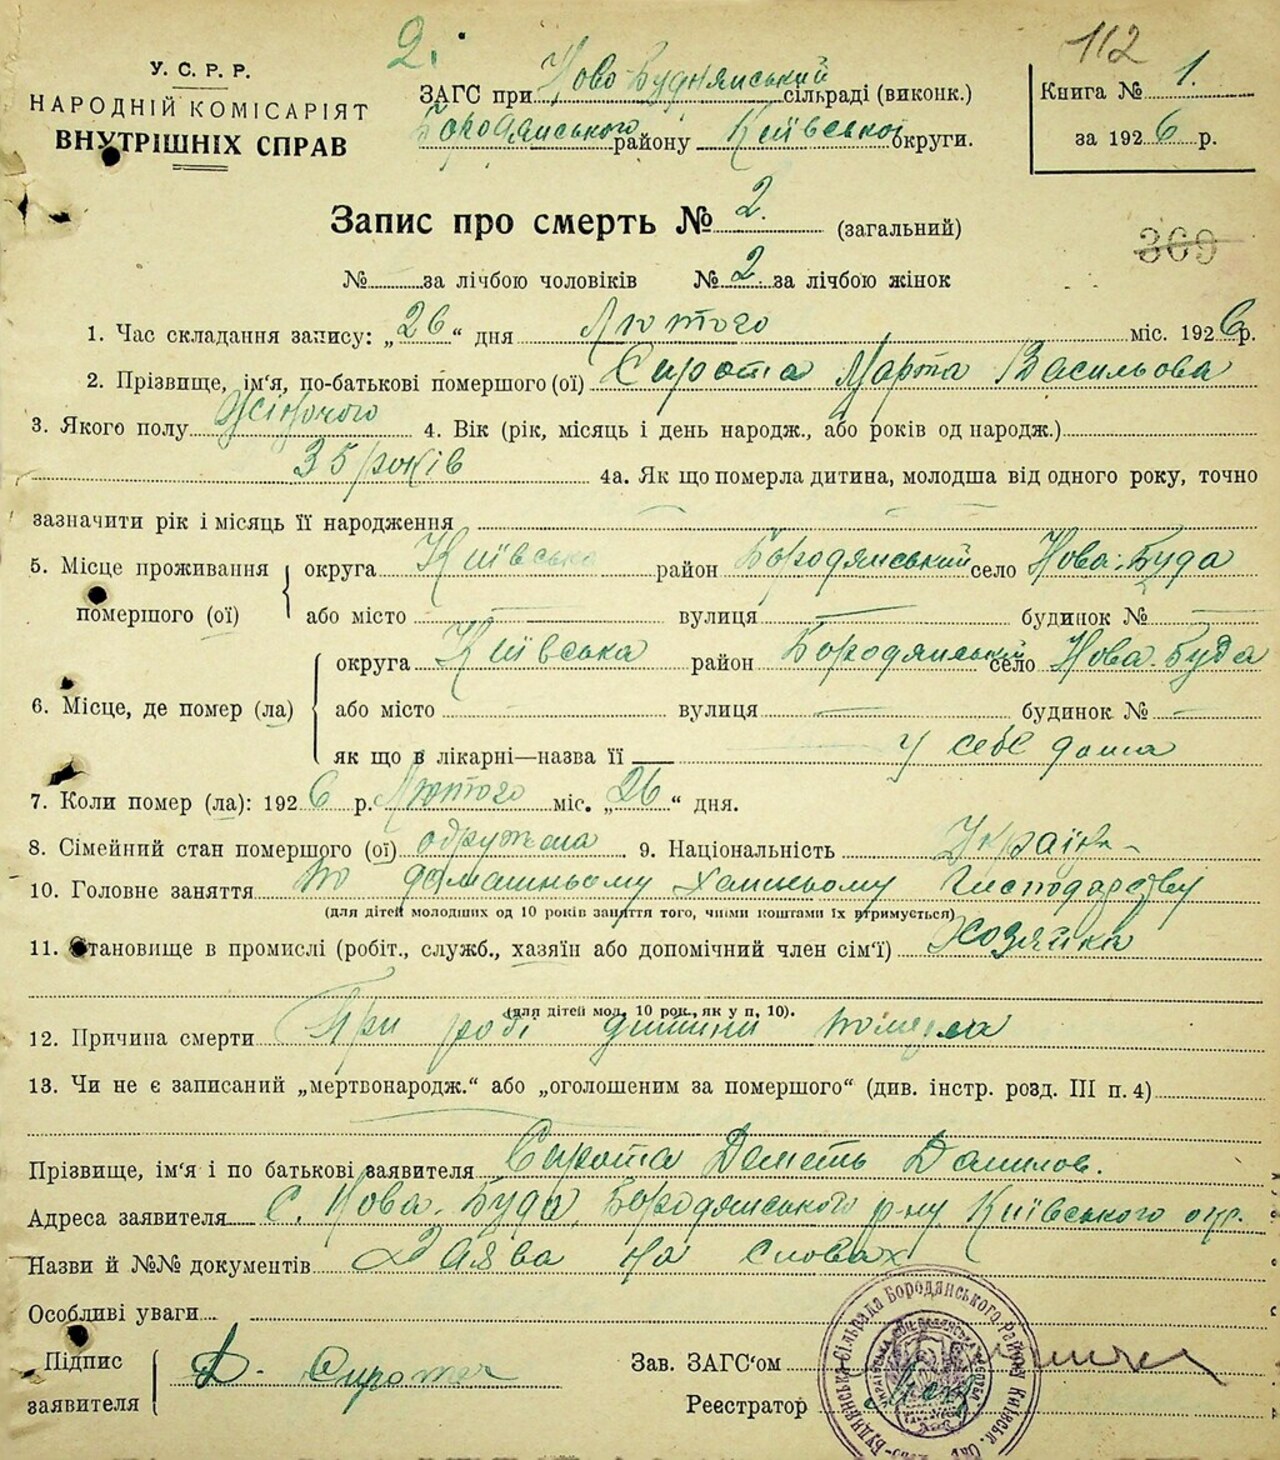 2.
112
У. С. Р. Р.
НАРОДНІЙ КОМІСАРІЯТ
ВНУТРІШНІХ СПРАВ
ЗАГС при Ново-Буднянський сільраді (виконк.)
Бородянського району Київської округи.
Книга № 1.
за 1926 р.
Запис про смерть № 2. (загальний)
369
№ за лічбою чоловіків № 2. за лічбою жінок
1. Час складання запису: „26“ дня Лютого міс. 1926 р.
2. Прізвище, ім'я, по-батькові помершого (ої) Сирота Марта Васильова
3. Якого полу Жіночого 4. Вік (рік, місяць і день народж., або років од народж.)
35 років 4а. Як що померла дитина, молодша від одного року, точно
зазначити рік і місяць її народження
5. Місце проживання помершого (ої) округа Київська район Бородянський село Нова-Буда
або місто — вулиця — будинок № —
6. Місце, де помер (ла) округа Київська район Бородянський село Нова-Буда
або місто — вулиця — будинок № —
як що в лікарні—назва її У себе дома
7. Коли помер (ла): 1926 р. Лютого міс. „26“ дня.
8. Сімейний стан помершого (ої) одружена 9. Національність Україн-
10. Головне заняття по домашньому хатньому господарству
(для дітей молодших од 10 років заняття того, чиїми коштами їх втримується)
11. Становище в промислі (робіт., служб., хазяїн або допомічний член сім'ї) Хозяйка
(для дітей мол. 10 рок., як у п. 10).
12. Причина смерти При роді дитини померла
13. Чи не є записаний „мертвонародж.“ або „оголошеним за помершого“ (див. інстр. розд. III п. 4)
Прізвище, ім'я і по батькові заявителя Сирота Деметь Данилов.
Адреса заявителя С. Нова-Буда, Бородянського р-ну Київського окр.
Назви й №№ документів Заява на словах
Особливі уваги
Підпис заявителя Д. Сирота
Зав. ЗАГС'ом
Реєстратор